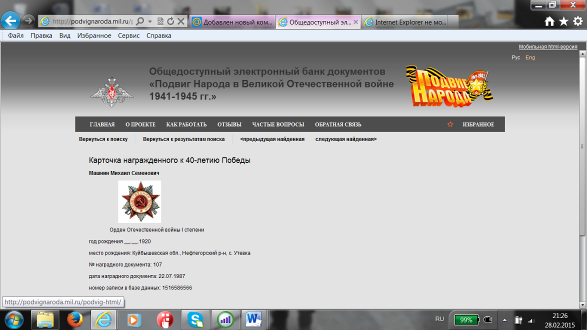 http://podvignaroda.mil.ru/
Добавлен новый ком...
Общедоступный эл...
Internet Explorer не мо...
Файл Правка Вид Избранное Сервис Справка
Мобильная html-версия
Рус Eng
Общедоступный электронный банк документов
«Подвиг Народа в Великой Отечественной войне
1941-1945 гг.»
ПОДВИГ
НАРОДА
ГЛАВНАЯ О ПРОЕКТЕ КАК РАБОТАТЬ ОТЗЫВЫ ЧАСТЫЕ ВОПРОСЫ ОБРАТНАЯ СВЯЗЬ ИЗБРАННОЕ
Вернуться к поиску Вернуться к результатам поиска <предыдущая найденная следующая найденная>
Карточка награжденного к 40-летию Победы
Машнин Михаил Семенович
Орден Отечественной войны I степени
год рождения __.__.1920
место рождения: Куйбышевская обл., Нефтегорский р-н, с. Утевка
№ наградного документа: 107
дата наградного документа: 22.07.1987
номер записи в базе данных: 1516586566
http://podvignaroda.mil.ru/podvig-html/
RU 99% 21:26
28.02.2015